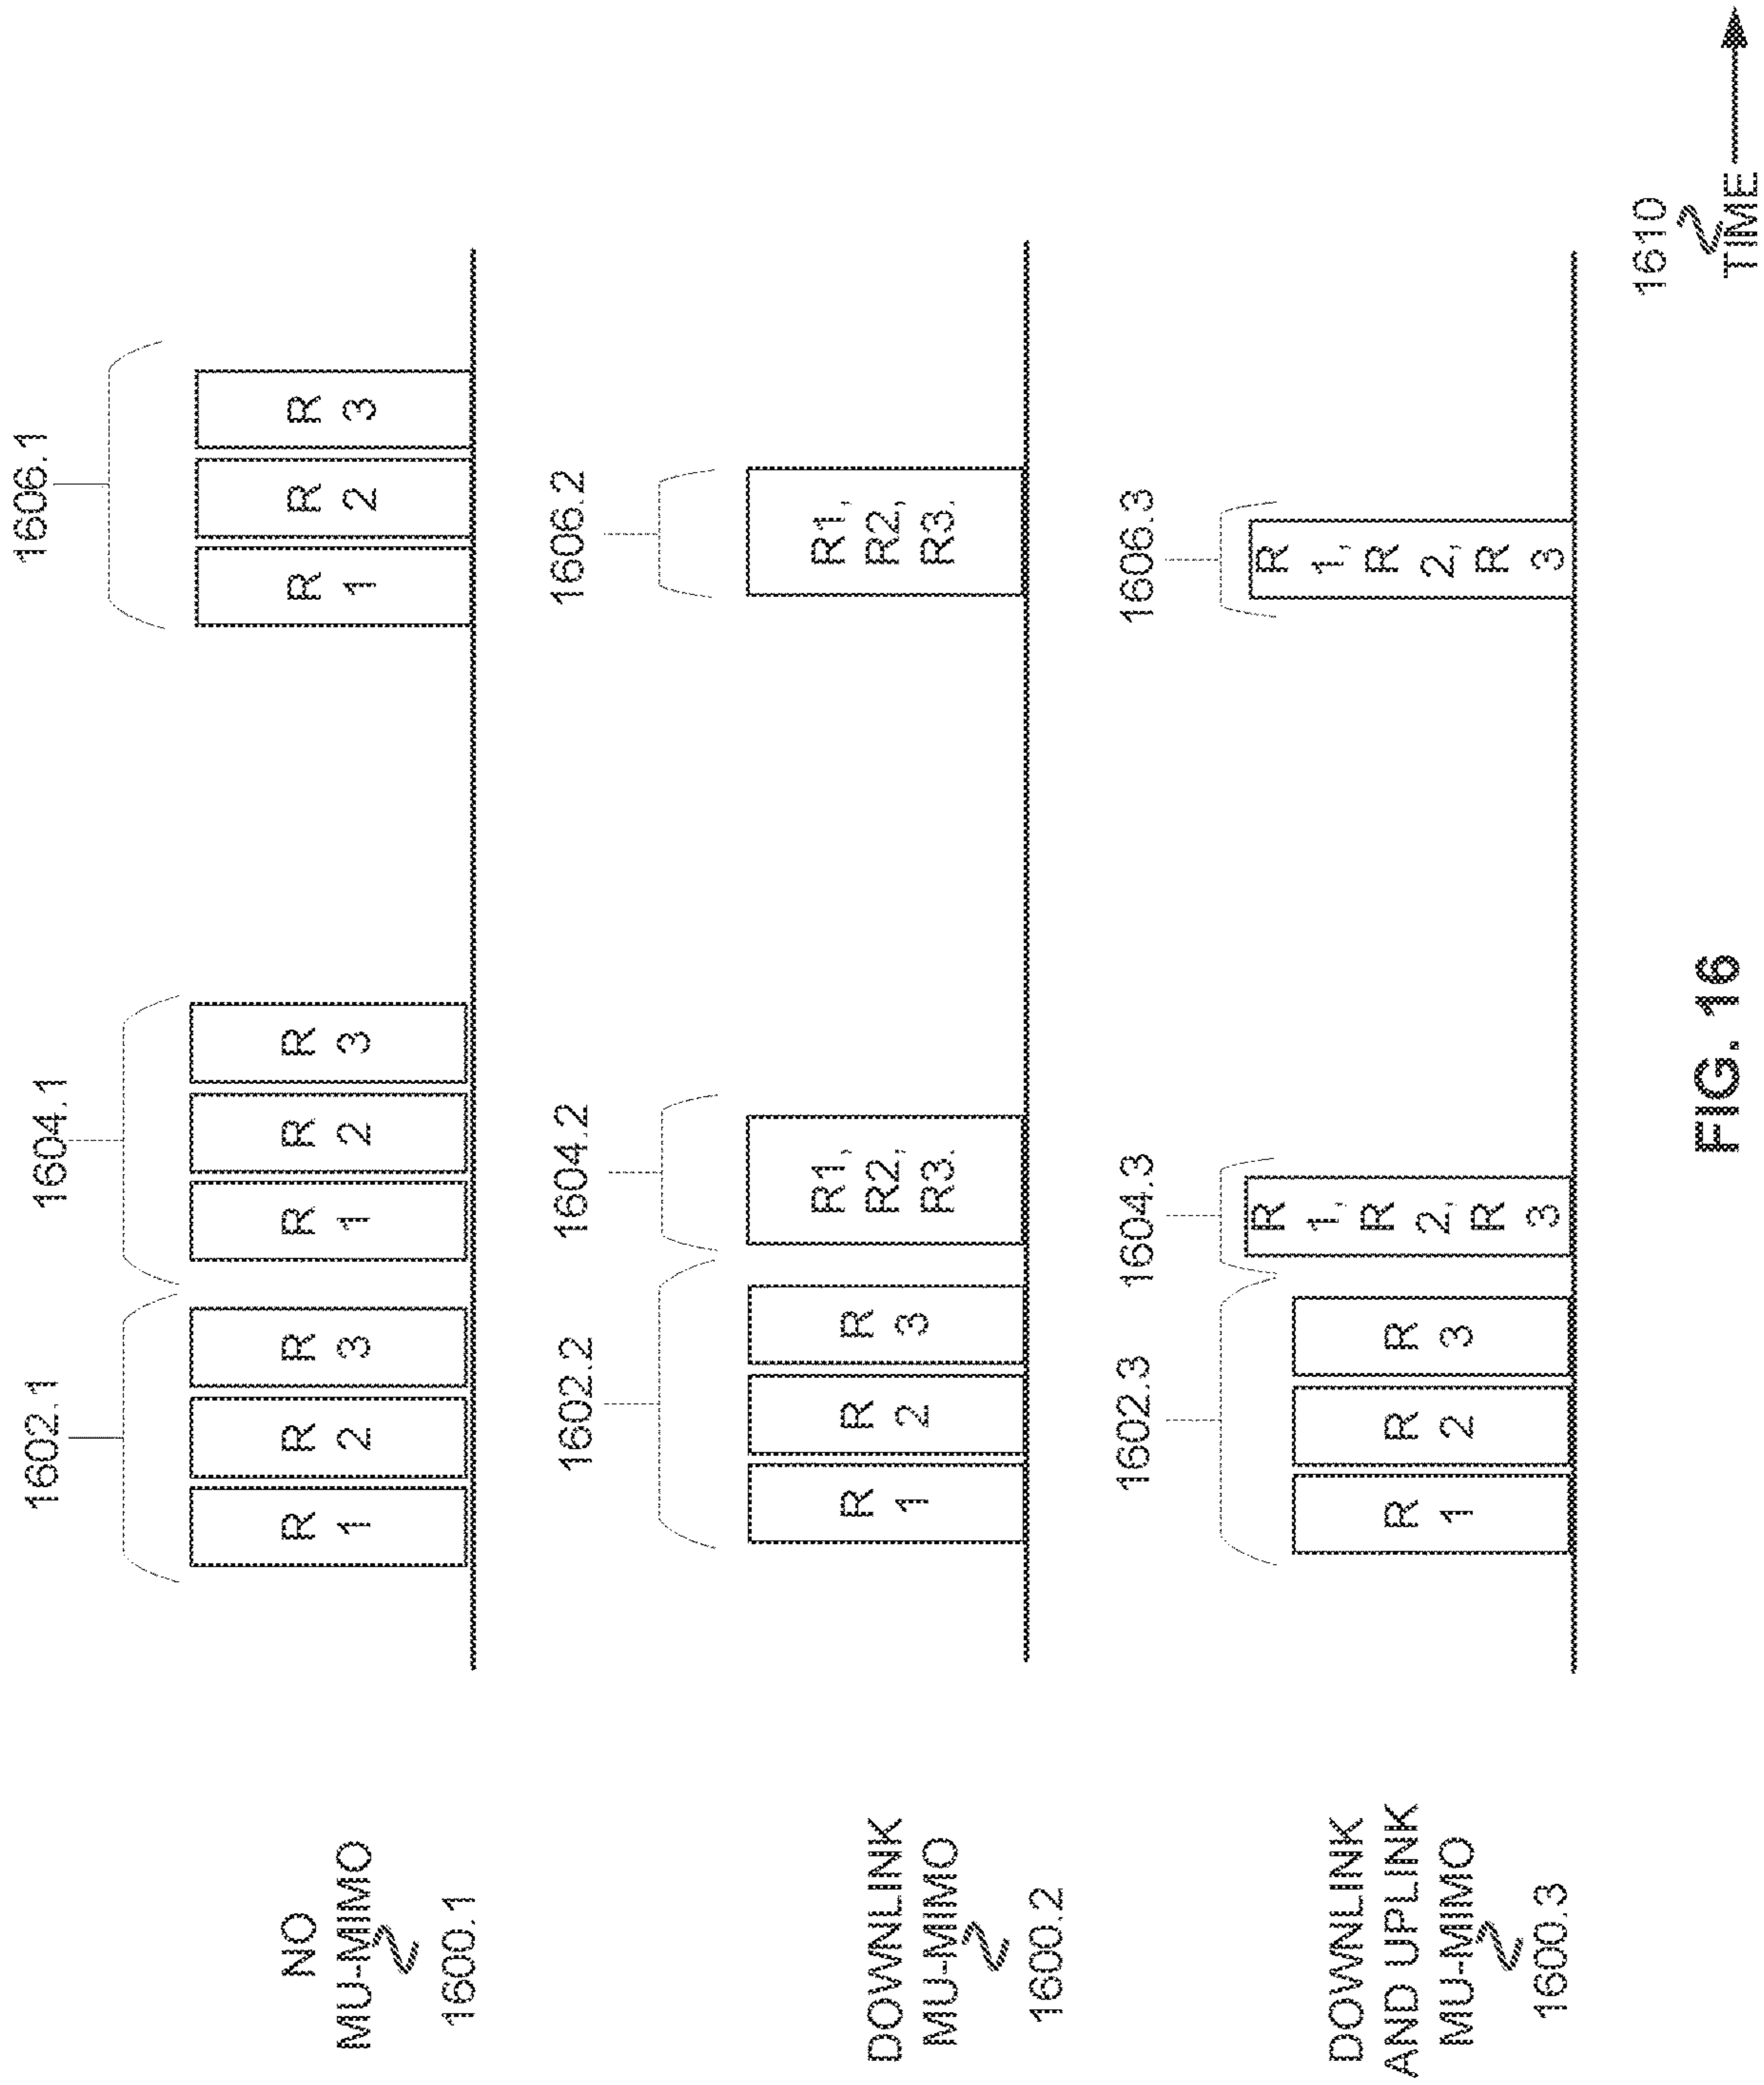 NO
MU-MIMO
1600.1
1602.1
R
1
R
2
R
3
1604.1
R
1
R
2
R
3
1606.1
R
1
R
2
R
3
DOWNLINK
MU-MIMO
1600.2
1602.2
R
1
R
2
R
3
1604.2
R1,
R2,
R3.
1606.2
R1,
R2,
R3.
DOWNLINK
AND UPLINK
MU-MIMO
1600.3
1602.3
R
1
R
2
R
3
1604.3
R
1,
R
2,
R
3
1606.3
R
1,
R
2,
R
3
1610
TIME
FIG. 16